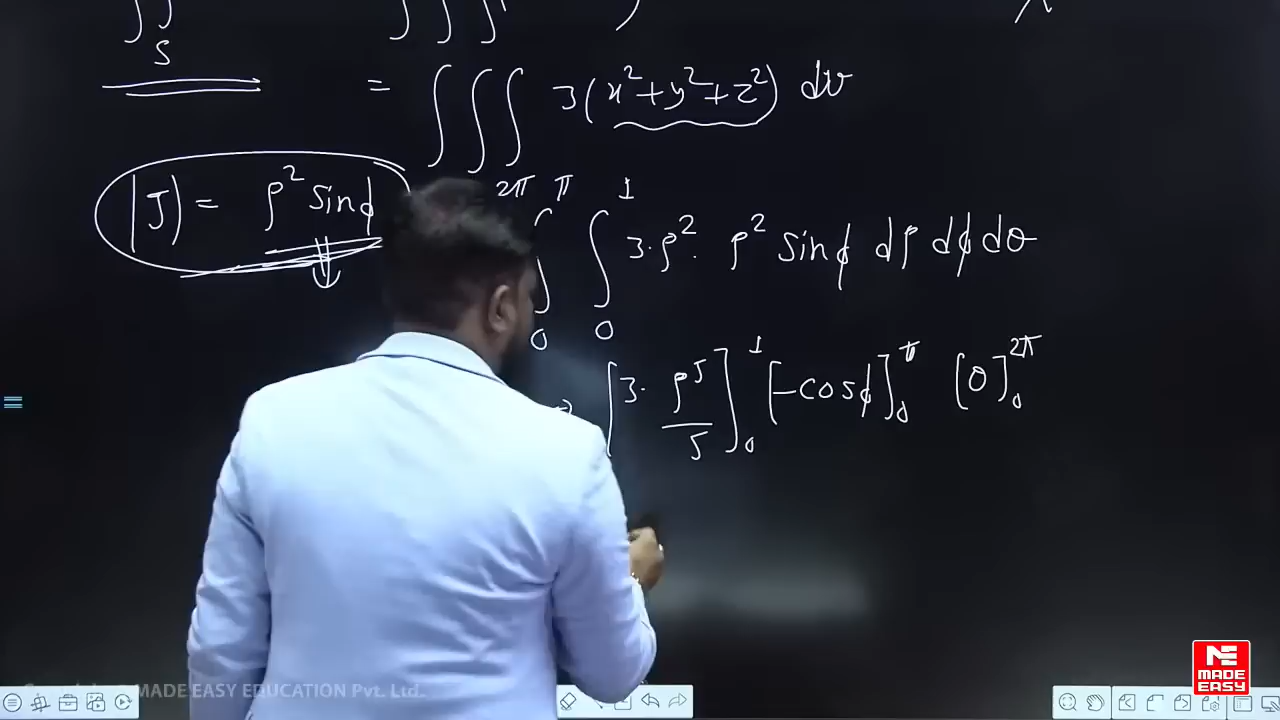 ∫∫
S
∫∫∫
= ∫∫∫ 3(x²+y²+z²) dv
|J| = ρ² sinϕ
2π π 1
∫ ∫ 3·ρ². ρ² sinϕ dρ dϕ dθ
0 0
⇒ [3· ρ⁵/5]₀¹ [-cosϕ]₀^π [θ]₀^2π
MADE EASY EDUCATION Pvt. Ltd.
ME
MADE EASY